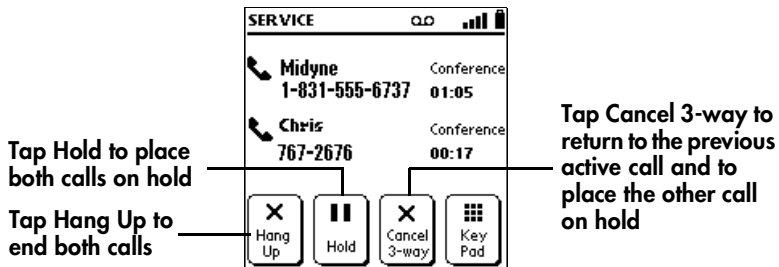 SERVICE
Midyne
Conference
1-831-555-6737
01:05
Chris
Conference
767-2676
00:17
Tap Hold to place
both calls on hold
Tap Hang Up to
end both calls
Hang
Up
Hold
Cancel
3-way
Key
Pad
Tap Cancel 3-way to
return to the previous
active call and to
place the other call
on hold